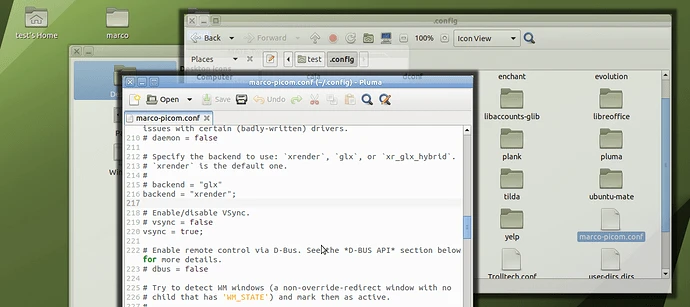 test's Home
marco
.config
Back
Forward
100%
Icon View
Places
test
.config
Computer
dconf
enchant
evolution
libaccounts-glib
libreoffice
plank
pluma
tilda
ubuntu-mate
yelp
marco-picom.conf
Trolltech.conf
user-dirs.dirs
marco-picom.conf (~/.config) - Pluma
Open
Save
Undo
marco-picom.conf
issues with certain (badly-written) drivers.
210 # daemon = false
211
212 # Specify the backend to use: `xrender`, `glx`, or `xr_glx_hybrid`.
213 # `xrender` is the default one.
214 #
215 # backend = "glx"
216 backend = "xrender";
217
218 # Enable/disable VSync.
219 # vsync = false
220 vsync = true;
221
222 # Enable remote control via D-Bus. See the *D-BUS API* section below
for more details.
223 # dbus = false
224
225 # Try to detect WM windows (a non-override-redirect window with no
226 # child that has 'WM_STATE') and mark them as active.